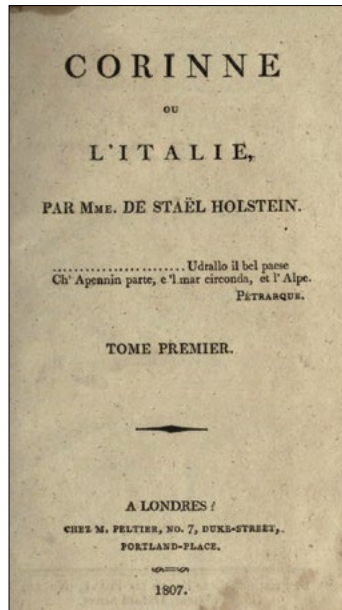 CORINNE
OU
L'ITALIE,
PAR MME. DE STAËL HOLSTEIN.
........................Udrallo il bel paese
Ch' Apennin parte, e 'l mar circonda, et l' Alpe.
PÉTRARQUE.
TOME PREMIER.
A LONDRES:
CHEZ M. PELTIER, NO. 7, DUKE-STREET,
PORTLAND-PLACE.
1807.